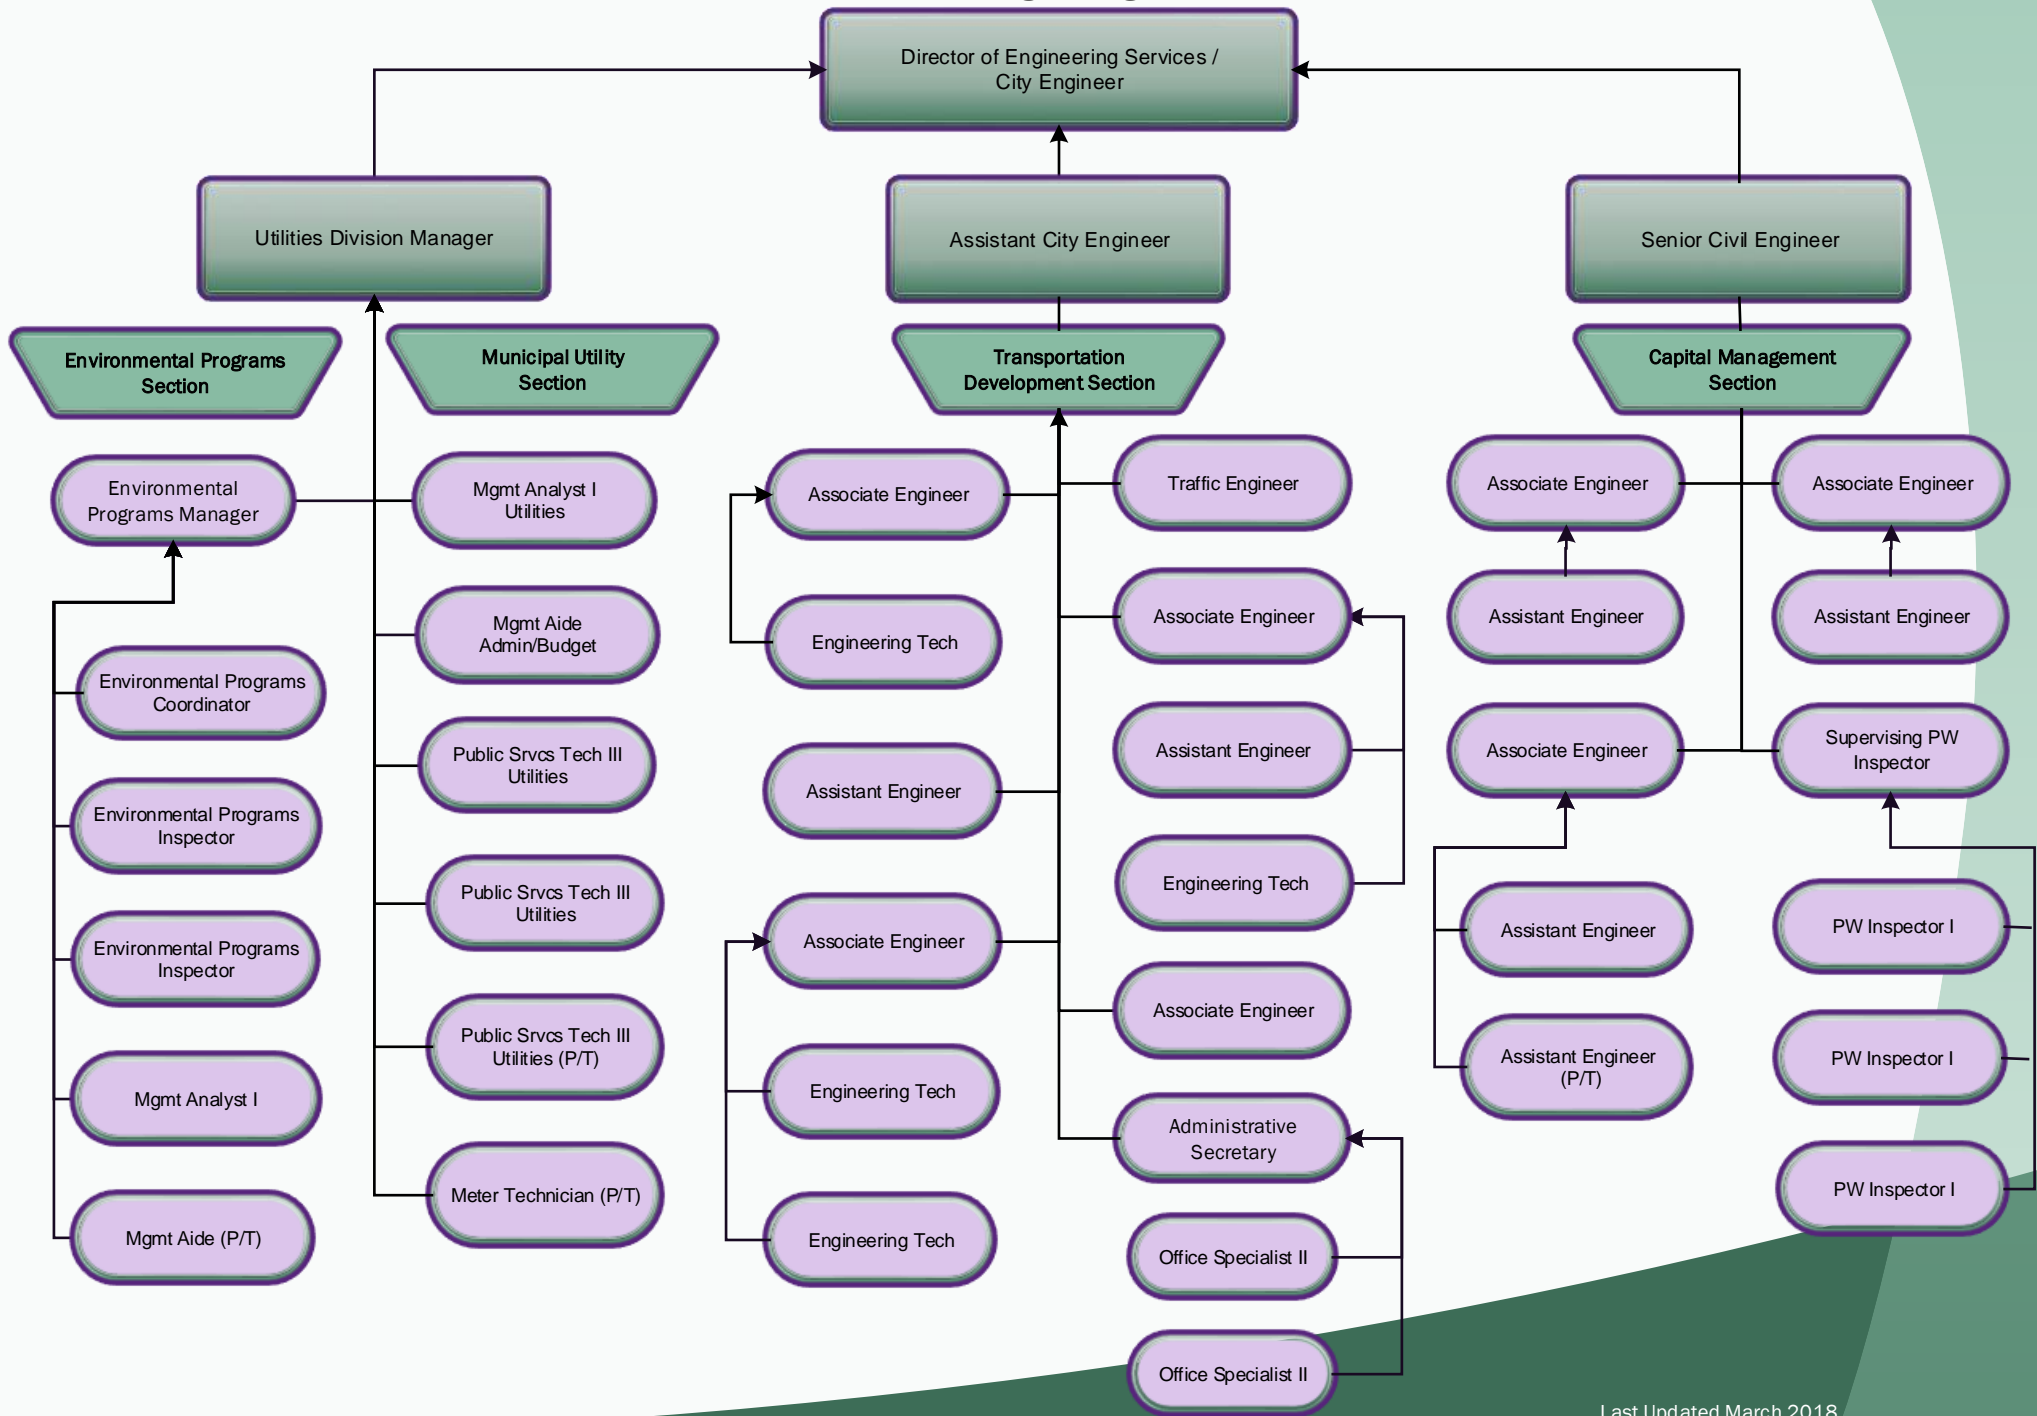 Director of Engineering Services /
City Engineer
Utilities Division Manager
Assistant City Engineer
Senior Civil Engineer
Environmental Programs
Section
Municipal Utility
Section
Transportation
Development Section
Capital Management
Section
Environmental
Programs Manager
Environmental Programs
Coordinator
Environmental Programs
Inspector
Environmental Programs
Inspector
Mgmt Analyst I
Mgmt Aide (P/T)
Mgmt Analyst I
Utilities
Mgmt Aide
Admin/Budget
Public Srvcs Tech III
Utilities
Public Srvcs Tech III
Utilities
Public Srvcs Tech III
Utilities (P/T)
Meter Technician (P/T)
Associate Engineer
Engineering Tech
Assistant Engineer
Associate Engineer
Engineering Tech
Engineering Tech
Traffic Engineer
Associate Engineer
Assistant Engineer
Engineering Tech
Associate Engineer
Administrative
Secretary
Office Specialist II
Office Specialist II
Associate Engineer
Assistant Engineer
Associate Engineer
Assistant Engineer
Assistant Engineer
(P/T)
Associate Engineer
Assistant Engineer
Supervising PW
Inspector
PW Inspector I
PW Inspector I
PW Inspector I
Last Updated March 2018